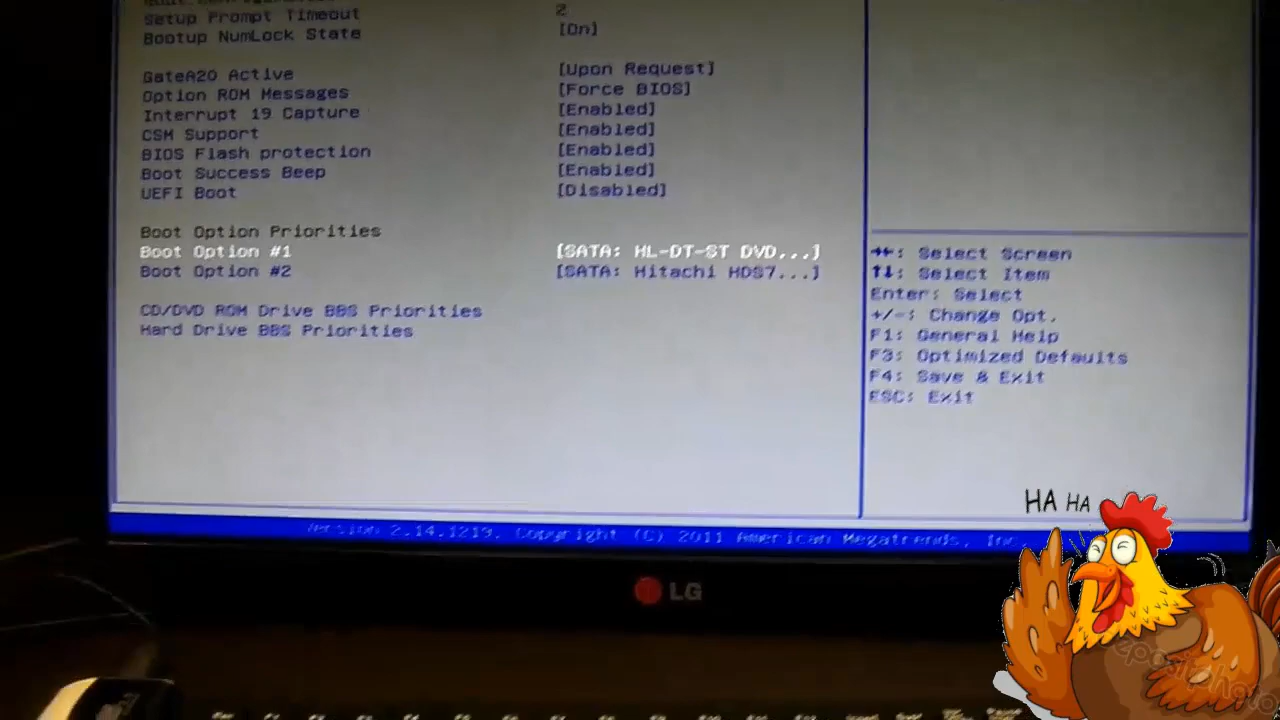 Setup Prompt Timeout 2
Bootup NumLock State [On]
GateA20 Active [Upon Request]
Option ROM Messages [Force BIOS]
Interrupt 19 Capture [Enabled]
CSM Support [Enabled]
BIOS Flash protection [Enabled]
Boot Success Beep [Enabled]
UEFI Boot [Disabled]
Boot Option Priorities
Boot Option #1 [SATA: HL-DT-ST DVD...]
Boot Option #2 [SATA: Hitachi HDS7...]
CD/DVD ROM Drive BBS Priorities
Hard Drive BBS Priorities
→←: Select Screen
↑↓: Select Item
Enter: Select
+/-: Change Opt.
F1: General Help
F3: Optimized Defaults
F4: Save & Exit
ESC: Exit
Version 2.14.1219. Copyright (C) 2011 American Megatrends, Inc.
LG
HA HA